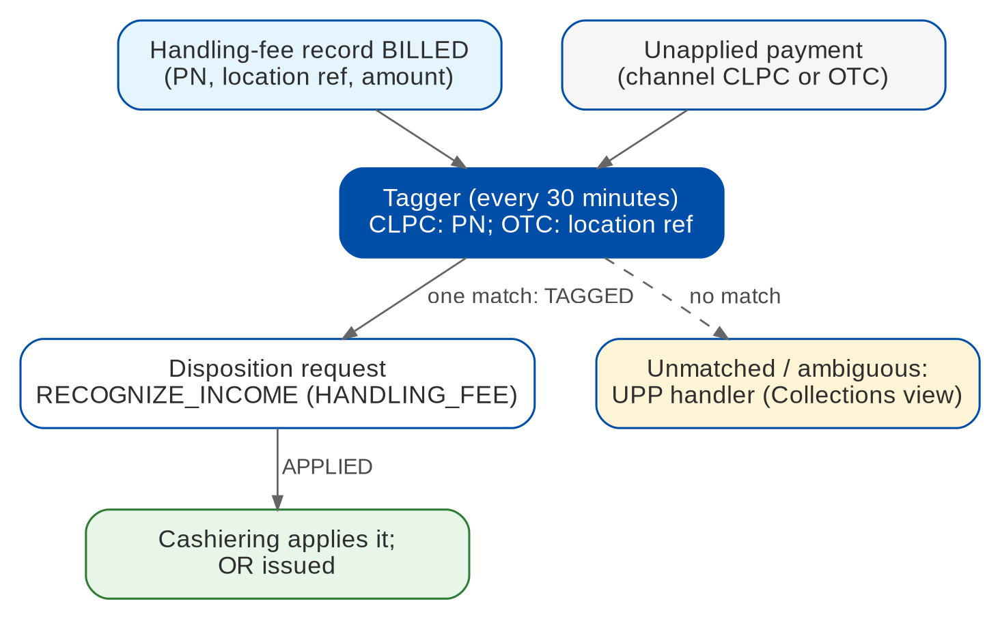 Handling-fee record BILLED
(PN, location ref, amount)
Unapplied payment
(channel CLPC or OTC)
Tagger (every 30 minutes)
CLPC: PN; OTC: location ref
one match: TAGGED
no match
Disposition request
RECOGNIZE_INCOME (HANDLING_FEE)
Unmatched / ambiguous:
UPP handler (Collections view)
APPLIED
Cashiering applies it;
OR issued